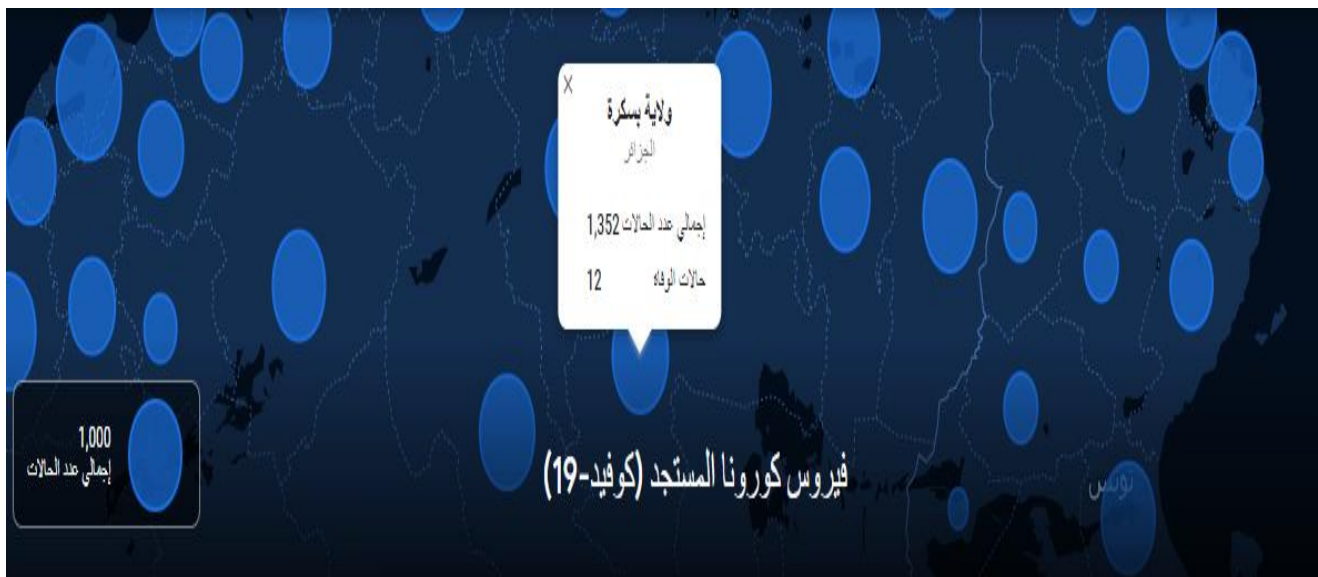 ×
ولاية بسكرة
الجزائر
إجمالي عدد الحالات 1,352
حالات الوفاة 12
1,000
إجمالي عدد الحالات
فيروس كورونا المستجد (كوفيد-19)
تونس